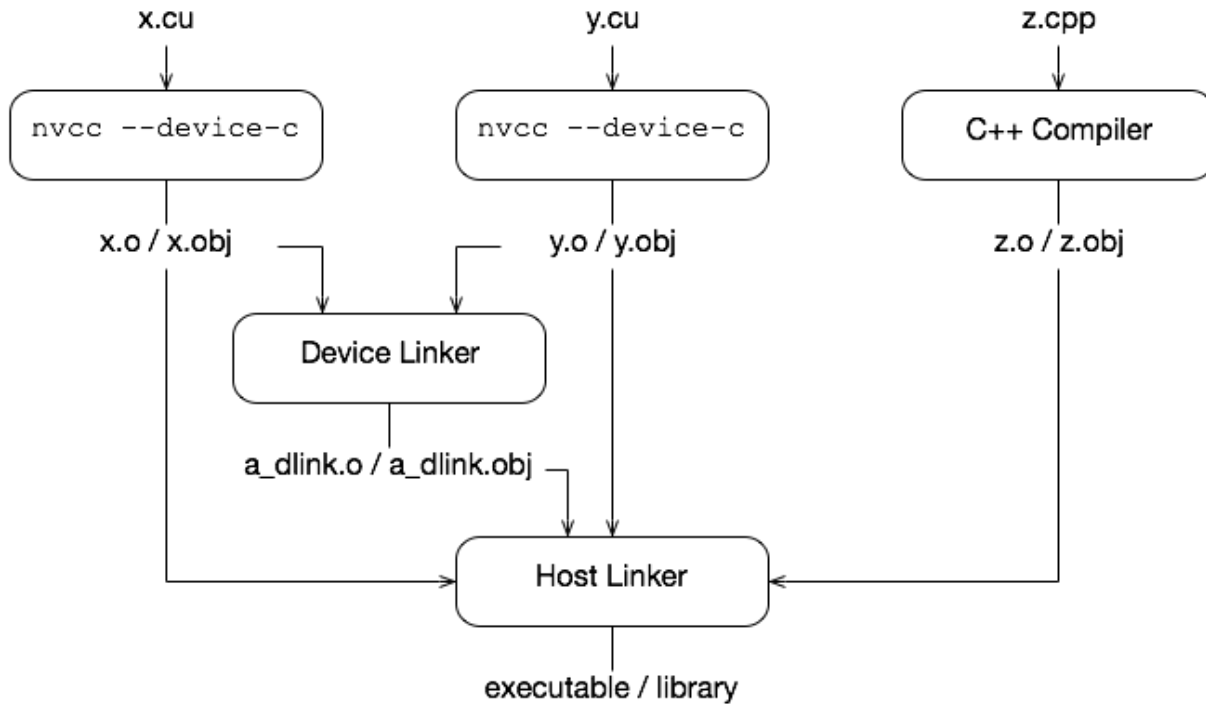 x.cu
y.cu
z.cpp
nvcc --device-c
nvcc --device-c
C++ Compiler
x.o / x.obj
y.o / y.obj
z.o / z.obj
Device Linker
a_dlink.o / a_dlink.obj
Host Linker
executable / library